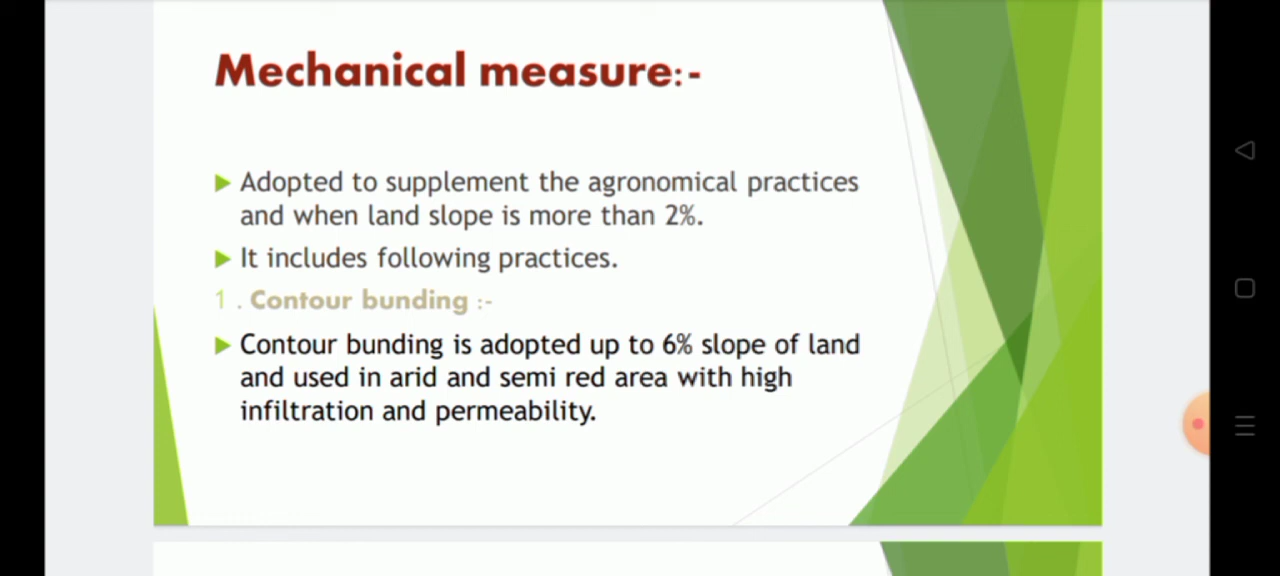 Mechanical measure:-
Adopted to supplement the agronomical practices
and when land slope is more than 2%.
It includes following practices.
1 . Contour bunding :-
Contour bunding is adopted up to 6% slope of land
and used in arid and semi red area with high
infiltration and permeability.